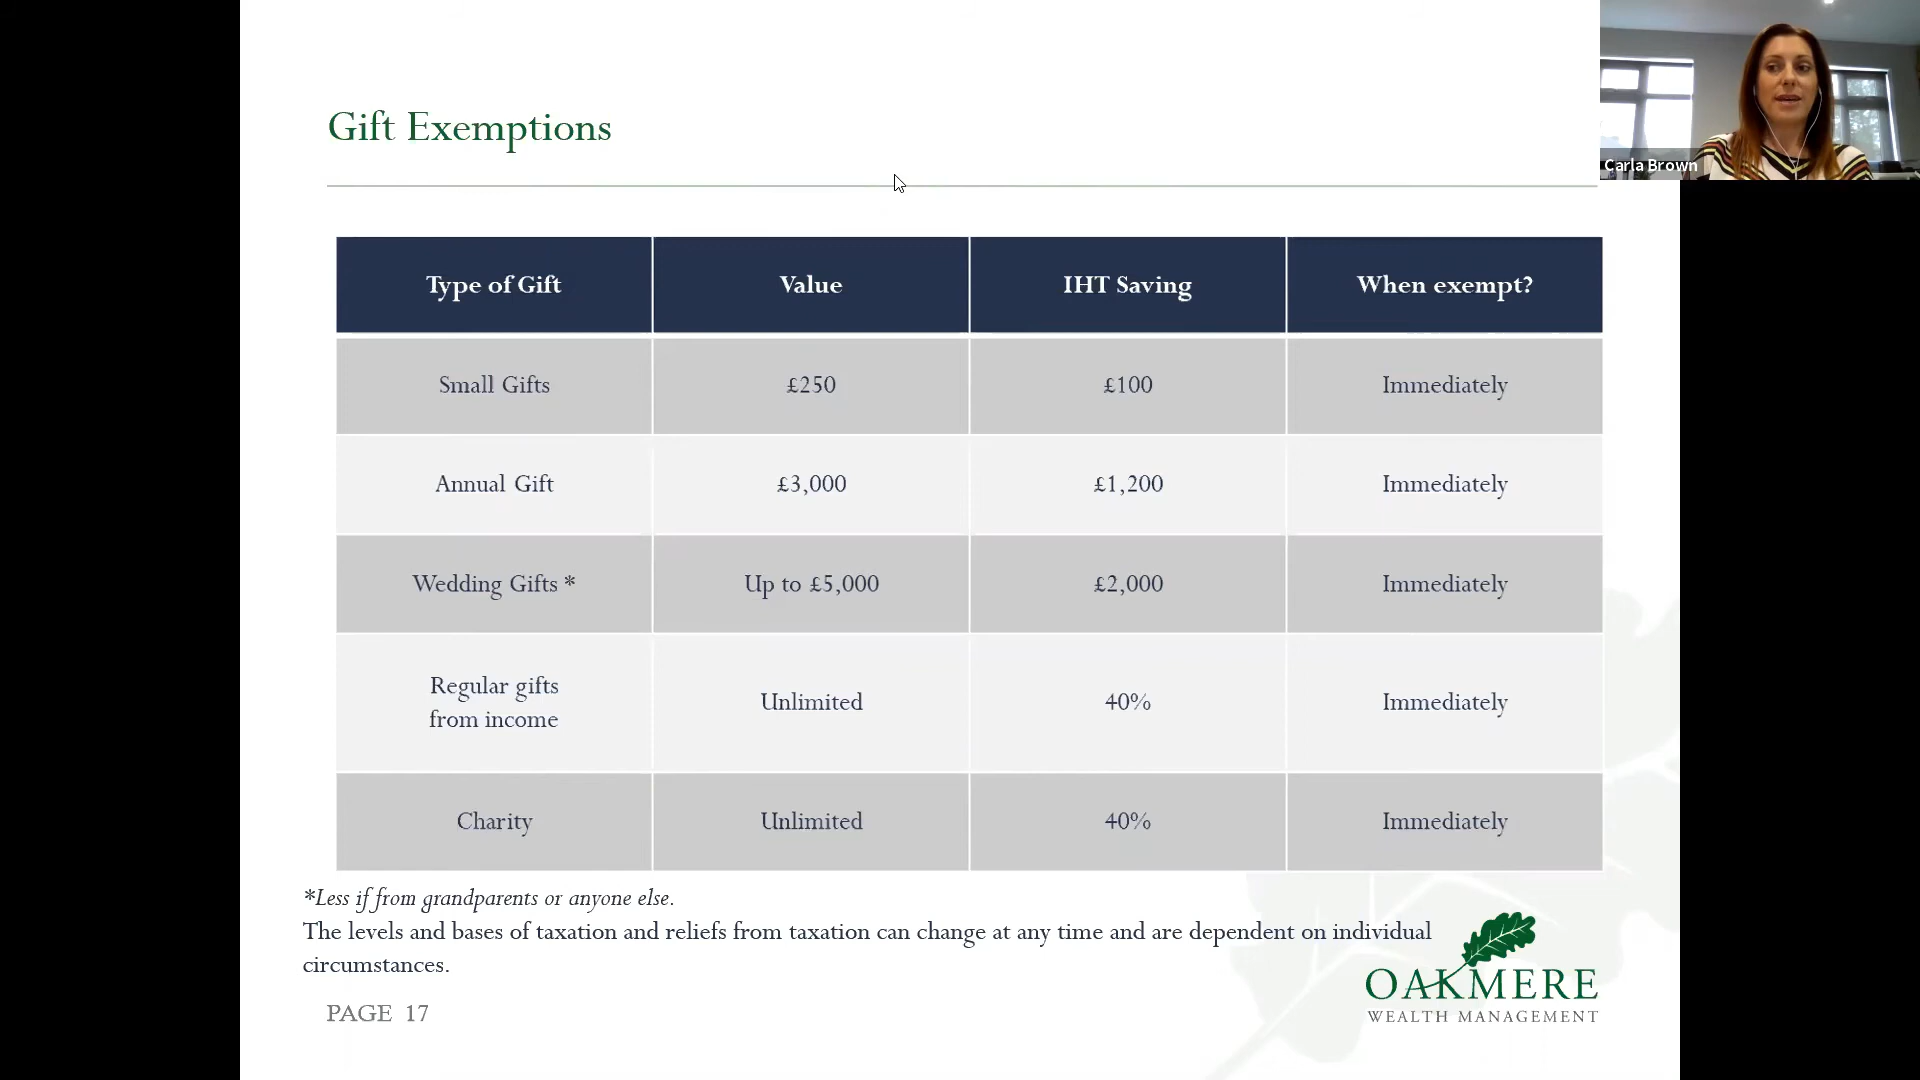 Gift Exemptions
Carla Brown
Type of Gift
Value
IHT Saving
When exempt?
Small Gifts
£250
£100
Immediately
Annual Gift
£3,000
£1,200
Immediately
Wedding Gifts *
Up to £5,000
£2,000
Immediately
Regular gifts
from income
Unlimited
40%
Immediately
Charity
Unlimited
40%
Immediately
*Less if from grandparents or anyone else.
The levels and bases of taxation and reliefs from taxation can change at any time and are dependent on individual
circumstances.
OAKMERE
WEALTH MANAGEMENT
PAGE 17